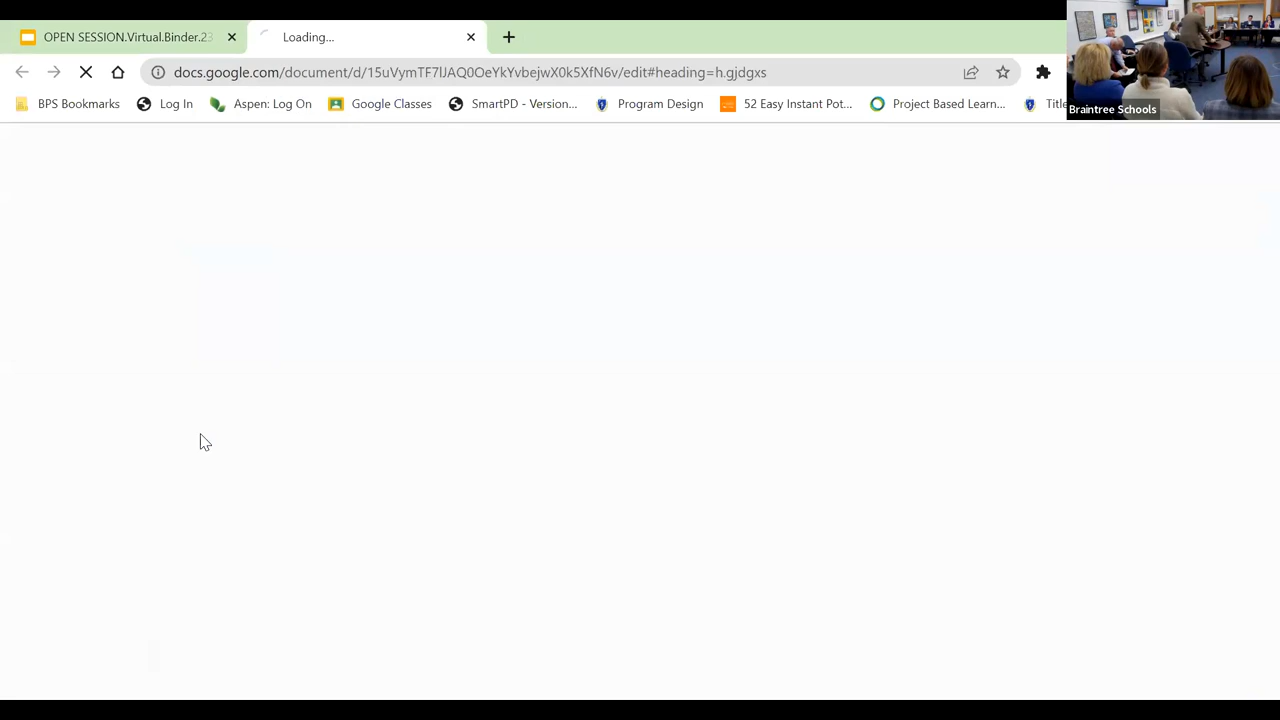 OPEN SESSION.Virtual.Binder.23
Loading...
docs.google.com/document/d/15uVymTF7lJAQ0OeYkYvbejwX0k5XfN6v/edit#heading=h.gjdgxs
BPS Bookmarks Log In Aspen: Log On Google Classes SmartPD - Version... Program Design 52 Easy Instant Pot... Project Based Learn... Title
Braintree Schools